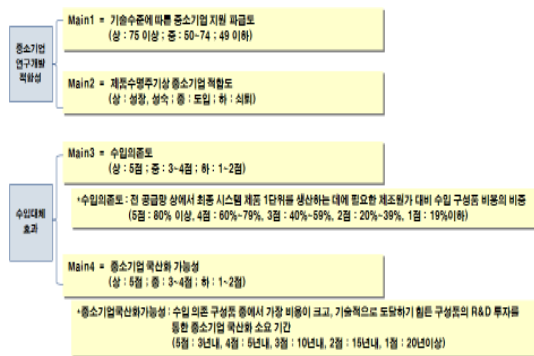 중소기업
연구개발
적합성
Main1 = 기술수준에 따른 중소기업 지원 파급토
(상 : 75 이상 ; 중 : 50~74 ; 49 이하)
Main2 = 제품수명주기상 중소기업 적합도
(상 : 성장, 성숙 ; 중 : 도입 ; 하 : 쇠퇴)
수입대체
효과
Main3 = 수입의존토
(상 : 5점 ; 중 : 3~4점 ; 하 : 1~2점)
*수입의존토 : 전 공급망 상에서 최종 시스템 제품 1단위를 생산하는 데에 필요한 제조원가 대비 수입 구성품 비용의 비중
(5점 : 80% 이상, 4점 : 60%~79%, 3점 : 40%~59%, 2점 : 20%~39%, 1점 : 19%이하)
Main4 = 중소기업 국산화 가능성
(상 : 5점 ; 중 : 3~4점 ; 하 : 1~2점)
*중소기업국산화가능성 : 수입 의존 구성품 중에서 가장 비용이 크고, 기술적으로 도달하기 힘든 구성품의 R&D 투자를
통한 중소기업 국산화 소요 기간
(5점 : 3년내, 4점 : 5년내, 3점 : 10년내, 2점 : 15년내, 1점 : 20년이상)